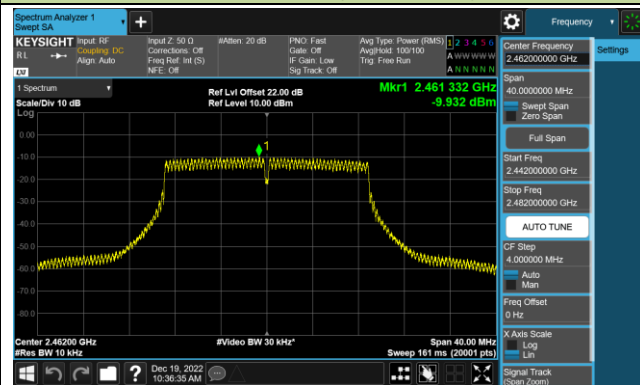 Spectrum Analyzer 1
Swept SA
+
Frequency
KEYSIGHT
Input: RF
Coupling: DC
Align: Auto
Input Z: 50 Ω
Corrections: Off
Freq Ref: Int (S)
NFE: Off
#Atten: 20 dB
PNO: Fast
Gate: Off
IF Gain: Low
Sig Track: Off
Avg Type: Power (RMS)
Avg|Hold: 100/100
Trig: Free Run
1 2 3 4 5 6
A W W W W W
A N N N N N
RL
LXI
1 Spectrum
Scale/Div 10 dB
Log
Ref Lvl Offset 22.00 dB
Ref Level 10.00 dBm
Mkr1 2.461 332 GHz
-9.932 dBm
1
0.00
-10.0
-20.0
-30.0
-40.0
-50.0
-60.0
-70.0
-80.0
Center 2.46200 GHz
#Res BW 10 kHz
#Video BW 30 kHz*
Span 40.00 MHz
Sweep 161 ms (20001 pts)
Center Frequency
2.462000000 GHz
Settings
Span
40.0000000 MHz
Swept Span
Zero Span
Full Span
Start Freq
2.442000000 GHz
Stop Freq
2.482000000 GHz
AUTO TUNE
CF Step
4.000000 MHz
Auto
Man
Freq Offset
0 Hz
X Axis Scale
Log
Lin
Signal Track
(Span Zoom)
?
Dec 19, 2022
10:36:35 AM